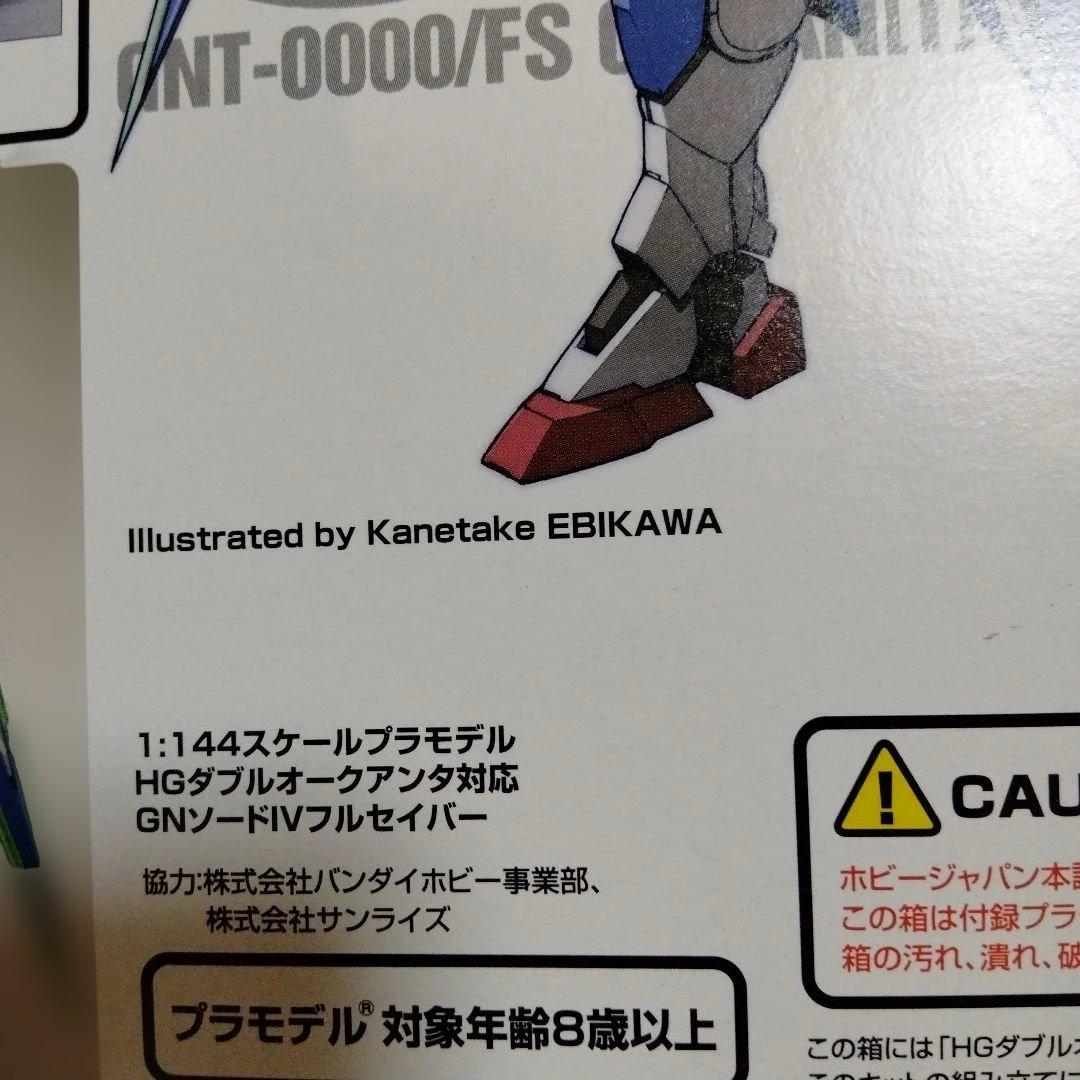 GNT-0000/FS
Illustrated by Kanetake EBIKAWA
1:144スケールプラモデル
HGダブルオークアンタ対応
GNソードIVフルセイバー
協力:株式会社バンダイホビー事業部、
株式会社サンライズ
プラモデル® 対象年齢8歳以上
CAU
ホビージャパン本
この箱は付録プラ
箱の汚れ、潰れ、破
この箱には「HGダブル